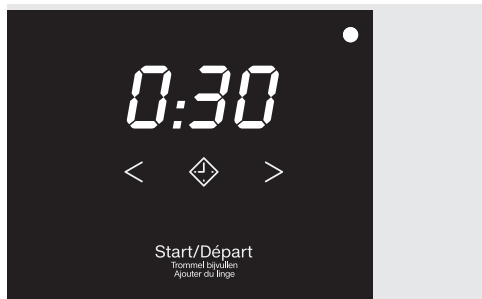 0:30
< >
Start/Départ
Trommel bijvullen
Ajouter du linge